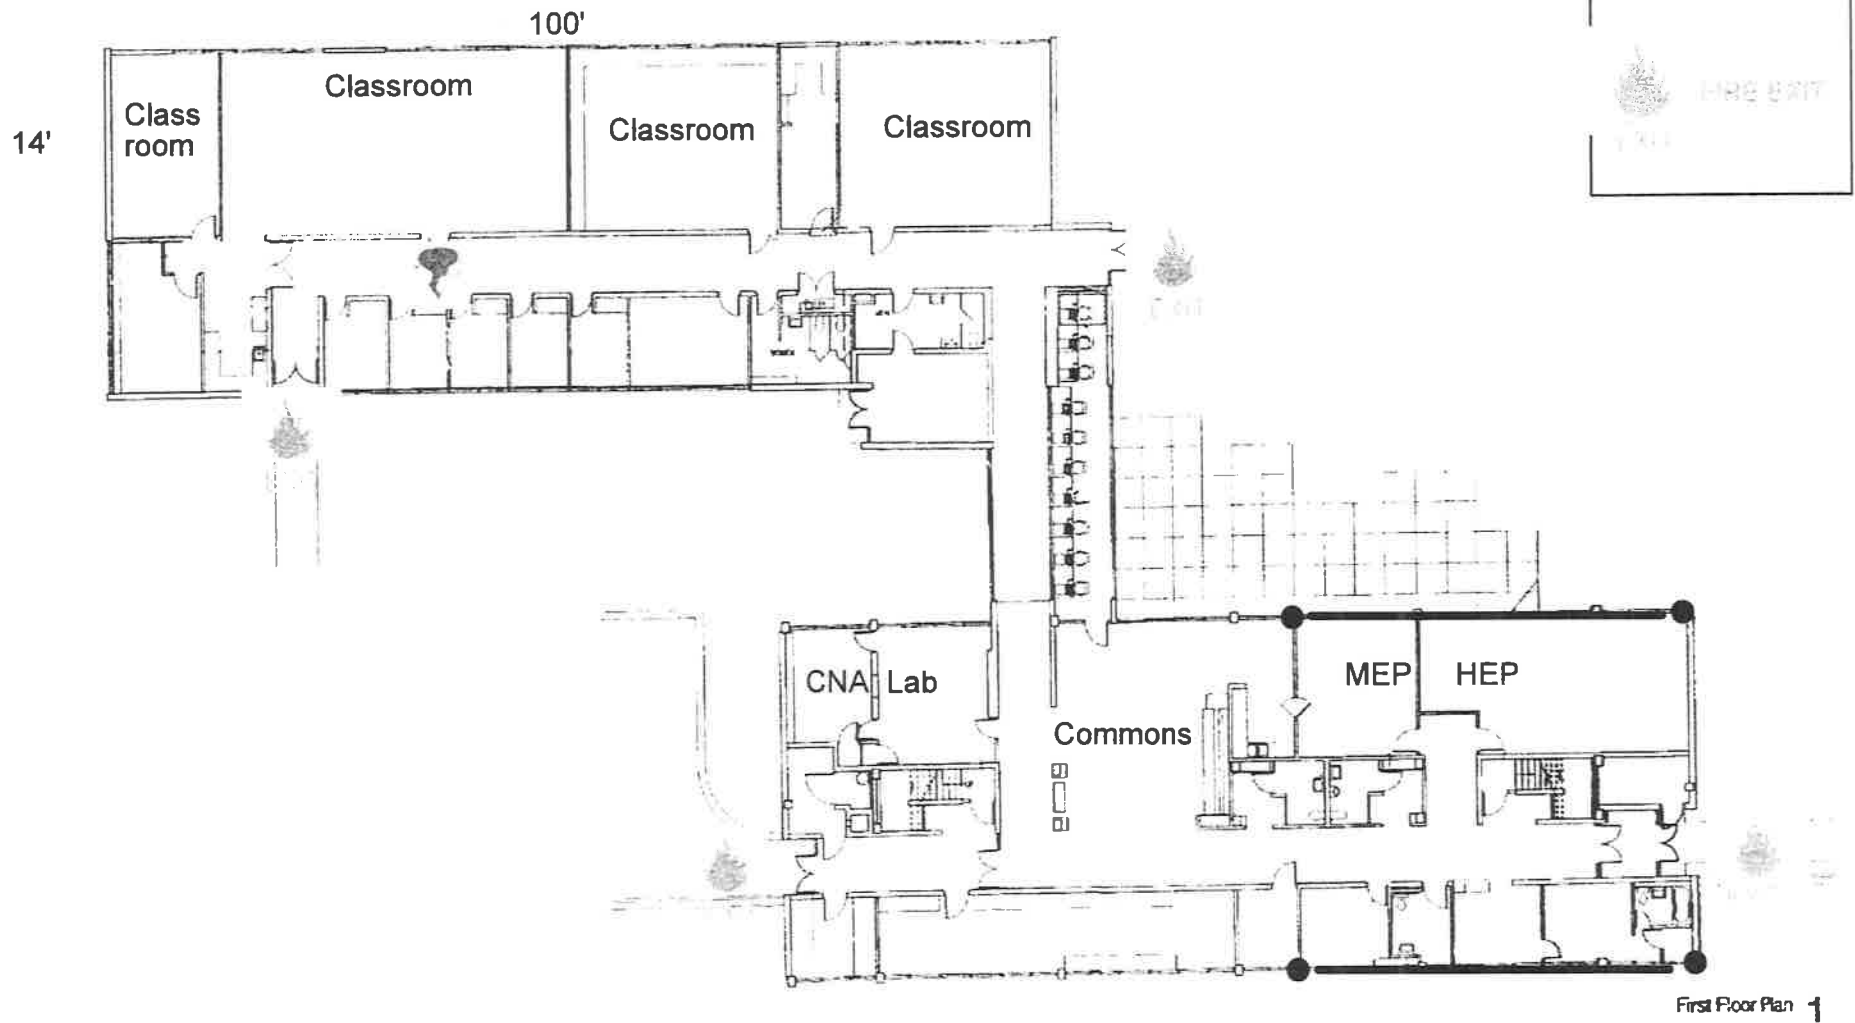 100'
14'
Class
room
Classroom
Classroom
Classroom
CNA Lab
MEP HEP
Commons
First Floor Plan 1